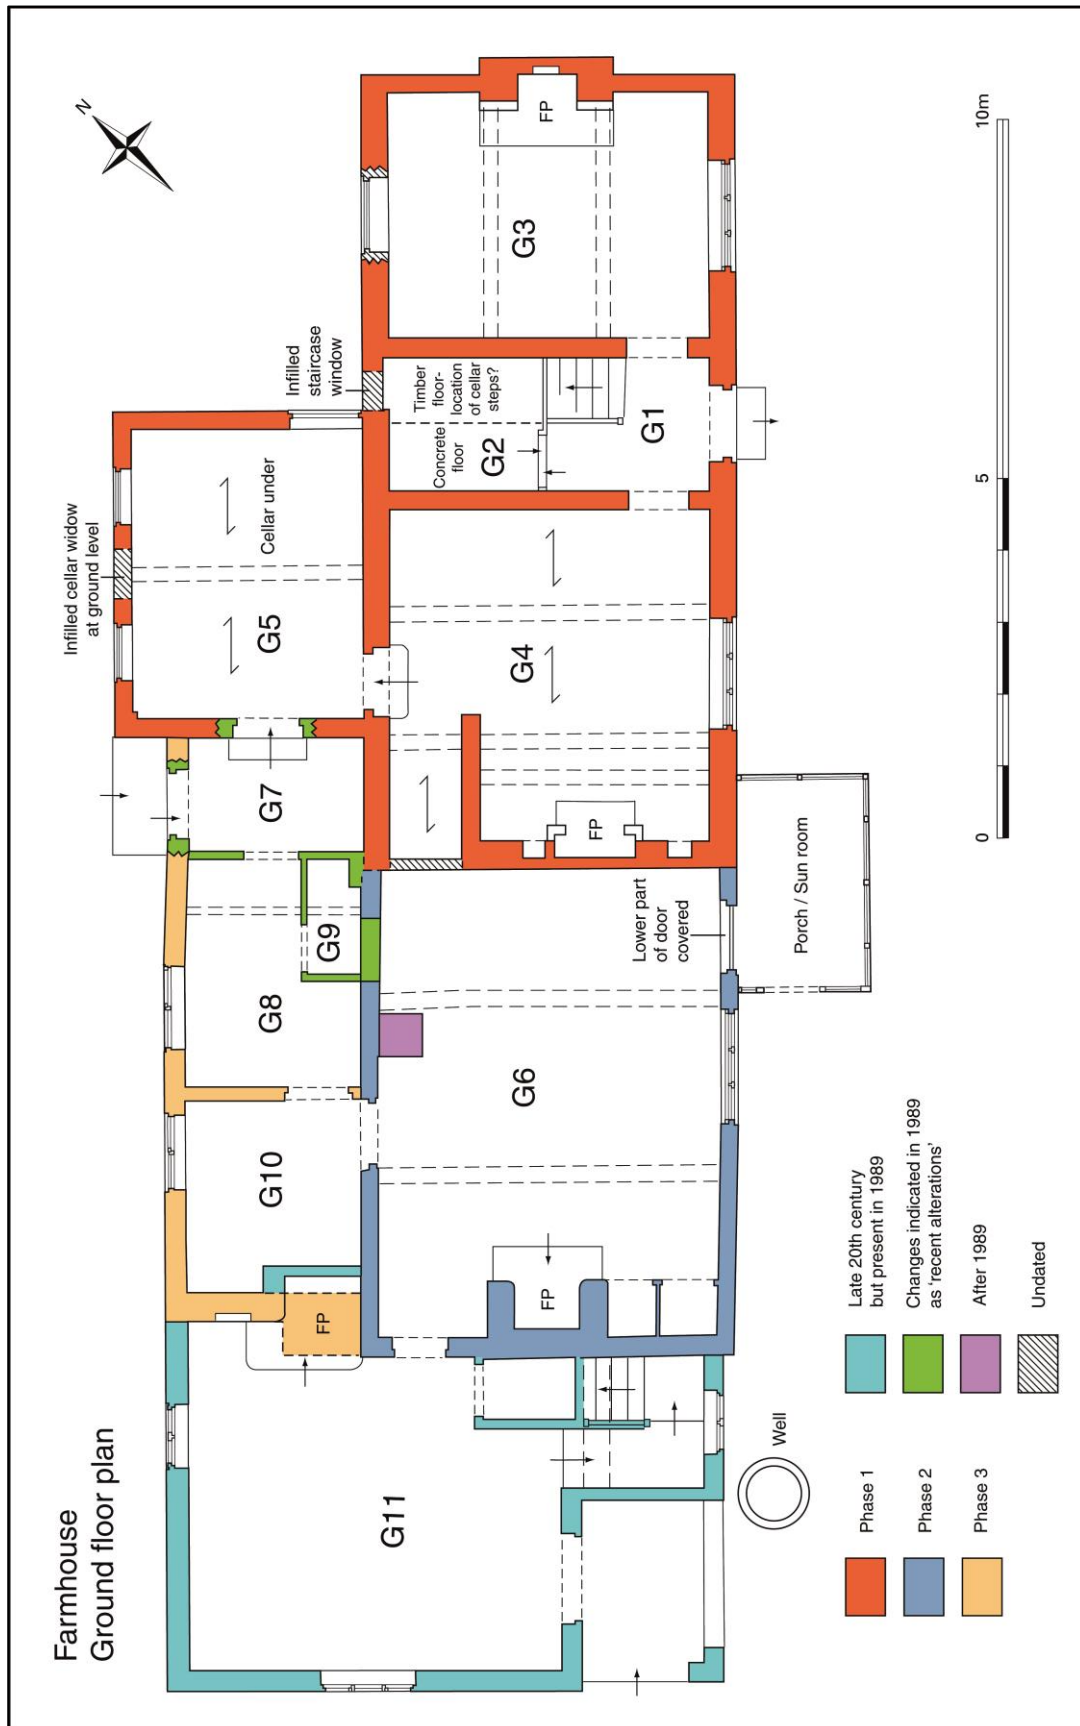 Farmhouse
Ground floor plan
N
Infilled cellar widow
at ground level
Infilled
staircase
window
G5
Cellar under
G7
G8
G9
G10
FP
G11
G6
FP
Lower part
of door
covered
G4
FP
Concrete
floor
G2
Timber
floor-
location
of cellar
steps?
G1
G3
FP
Porch / Sun room
Well
0
5
10m
Phase 1
Phase 2
Phase 3
Late 20th century
but present in 1989
Changes indicated in 1989
as 'recent alterations'
After 1989
Undated